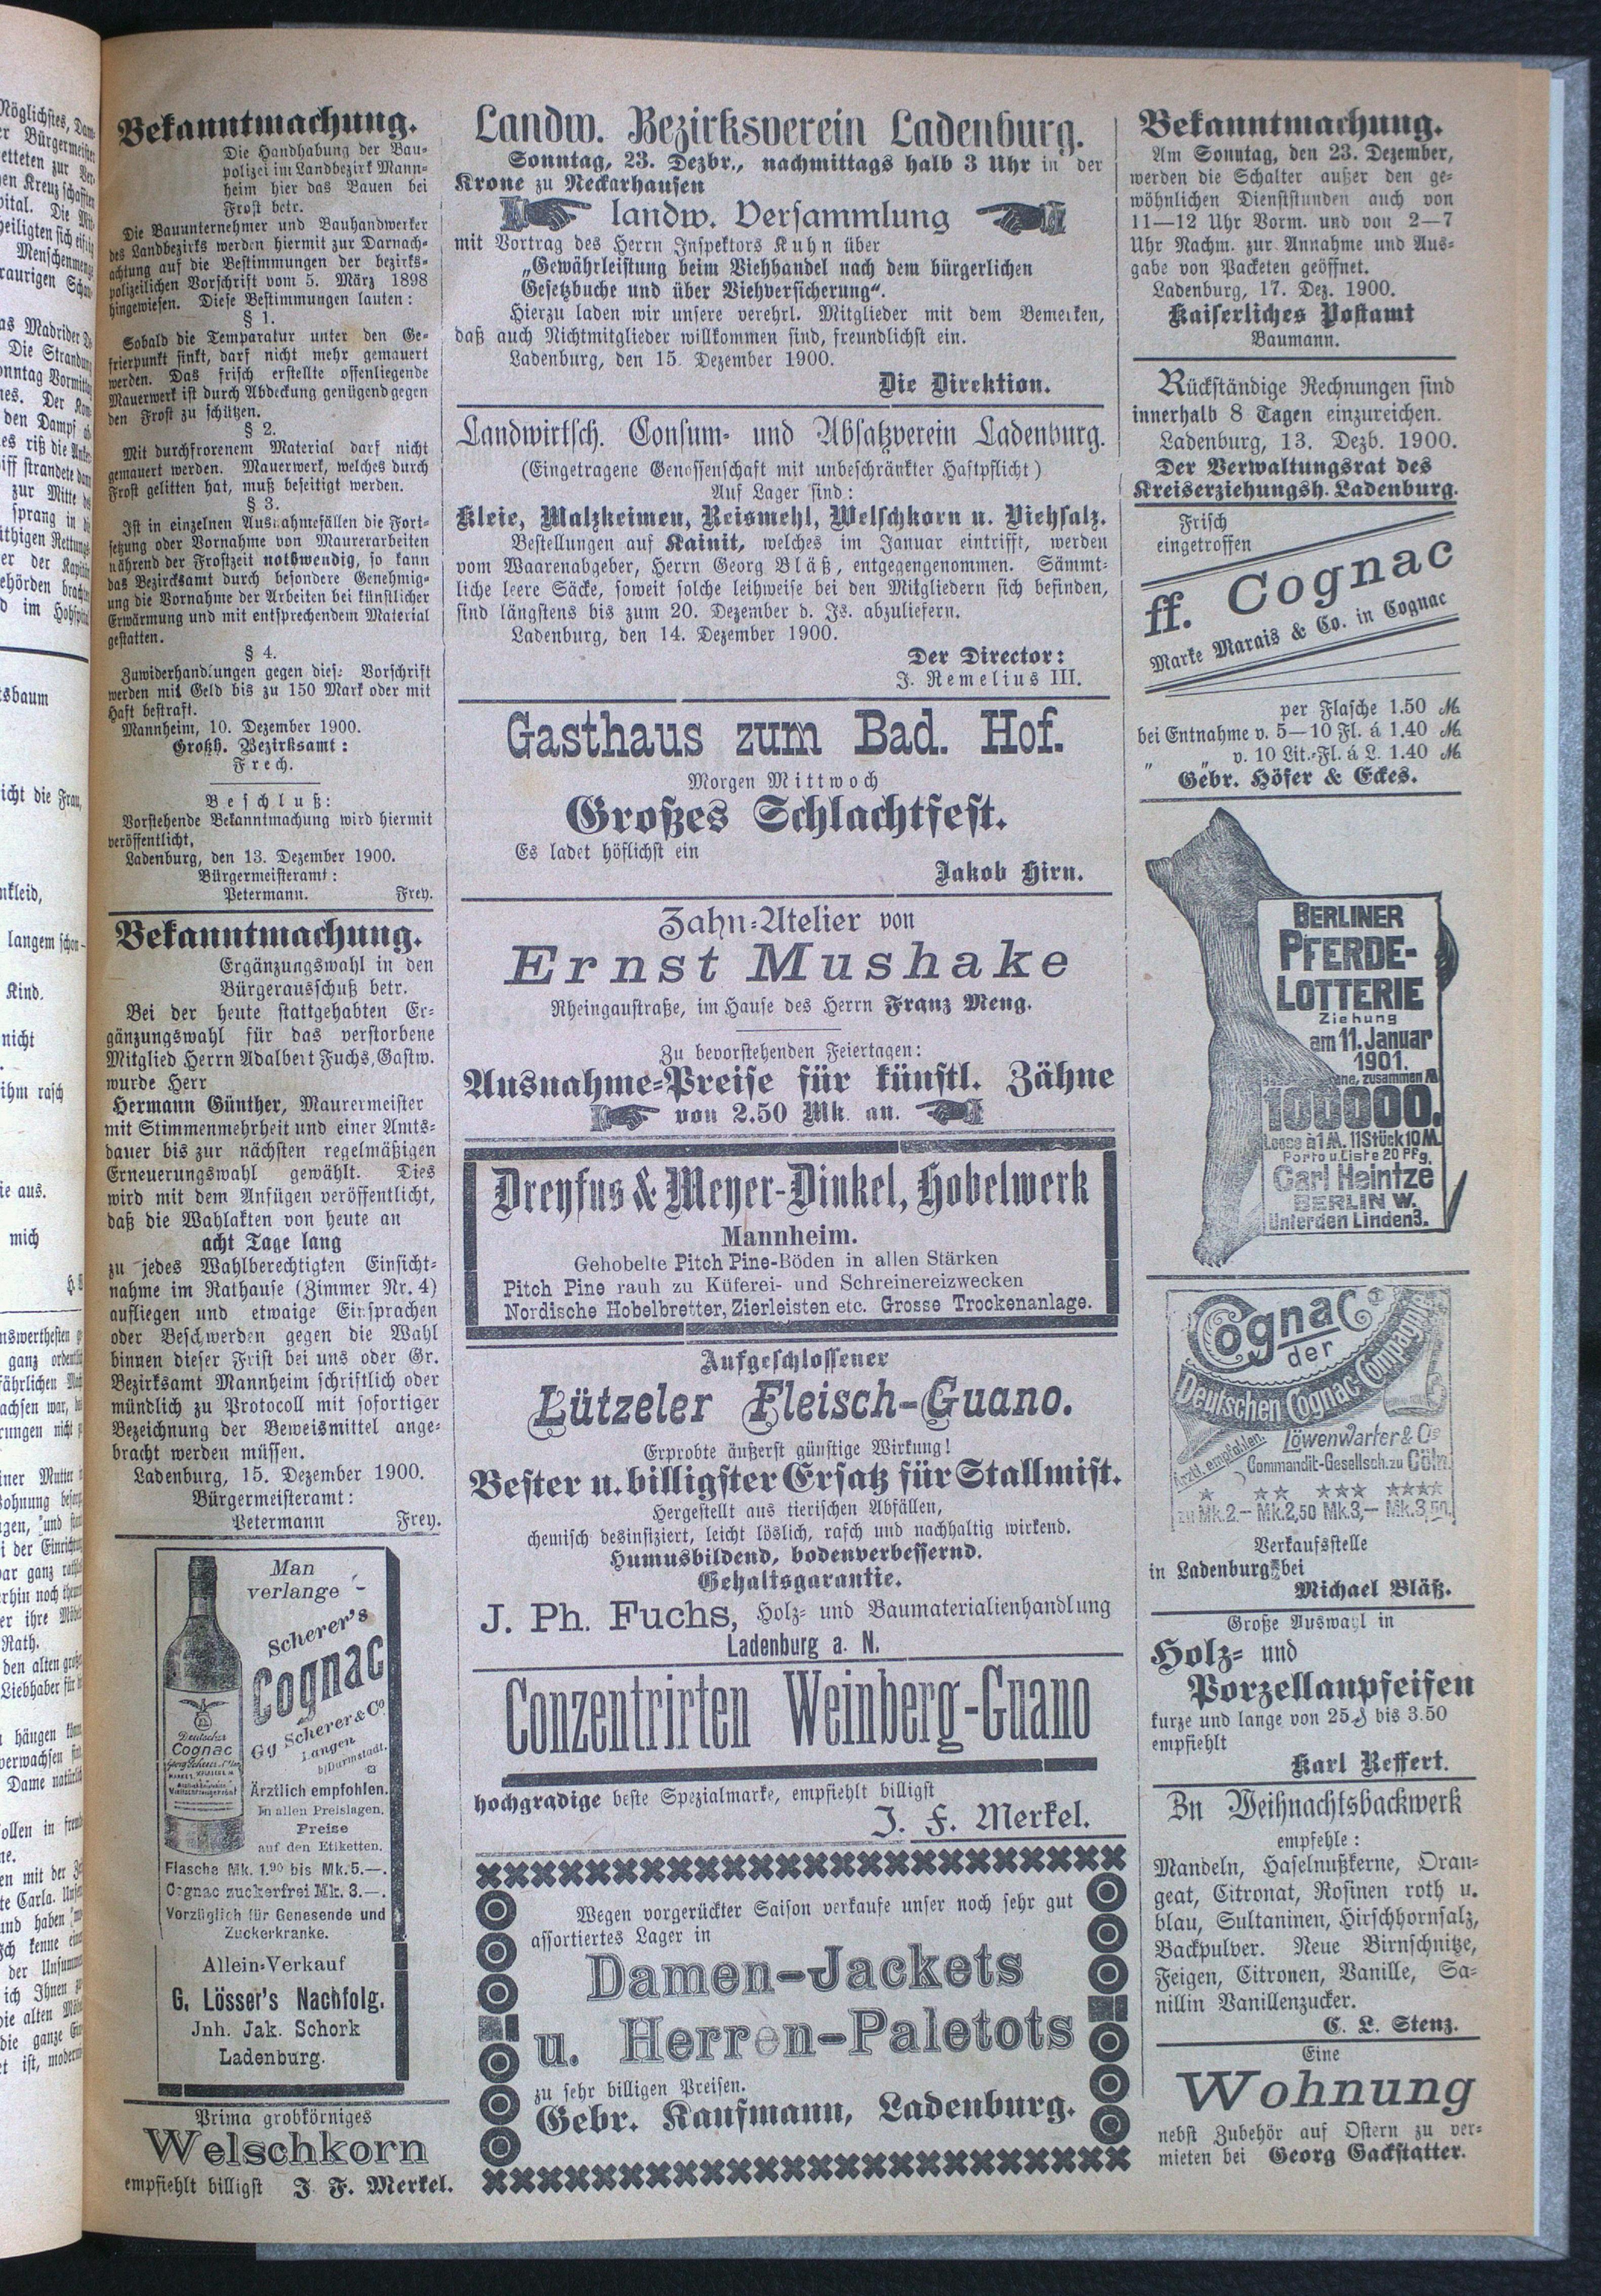 Bekanntmachung.
Die Handhabung der Bau-
polizei im Landbezirk Mann-
heim hier das Bauen bei
Frost betr.
Die Bauunternehmer und Bauhandwerker
des Landbezirks werden hiermit zur Darnach-
achtung auf die Bestimmungen der bezirks-
polizeilichen Vorschrift vom 5. März 1898
hingewiesen. Diese Bestimmungen lauten:
§ 1.
Sobald die Temperatur unter den Ge-
frierpunkt sinkt, darf nicht mehr gemauert
werden. Das frisch erstellte offenliegende
Mauerwerk ist durch Abdeckung genügend gegen
den Frost zu schützen.
§ 2.
Mit durchfrorenem Material darf nicht
gemauert werden. Mauerwerk, welches durch
Frost gelitten hat, muß beseitigt werden.
§ 3.
Ist in einzelnen Ausnahmefällen die Fort-
setzung oder Vornahme von Maurerarbeiten
während der Frostzeit nothwendig, so kann
das Bezirksamt durch besondere Genehmig-
ung die Vornahme der Arbeiten bei künstlicher
Erwärmung und mit entsprechendem Material
gestatten.
§ 4.
Zuwiderhandlungen gegen diese Vorschrift
werden mit Geld bis zu 150 Mark oder mit
Haft bestraft.
Mannheim, 10. Dezember 1900.
Großh. Bezirksamt:
Frech.
Beschluß:
Vorstehende Bekanntmachung wird hiermit
veröffentlicht,
Ladenburg, den 13. Dezember 1900.
Bürgermeisteramt:
Petermann. Frey.
Bekanntmachung.
Ergänzungswahl in den
Bürgerausschuß betr.
Bei der heute stattgehabten Er-
gänzungswahl für das verstorbene
Mitglied Herrn Adalbert Fuchs, Gastw.
wurde Herr
Hermann Günther, Maurermeister
mit Stimmenmehrheit und einer Amts-
dauer bis zur nächsten regelmäßigen
Erneuerungswahl gewählt. Dies
wird mit dem Anfügen veröffentlicht,
daß die Wahlakten von heute an
acht Tage lang
zu jedes Wahlberechtigten Einsicht-
nahme im Rathause (Zimmer Nr. 4)
aufliegen und etwaige Einsprachen
oder Beschwerden gegen die Wahl
binnen dieser Frist bei uns oder Gr.
Bezirksamt Mannheim schriftlich oder
mündlich zu Protocoll mit sofortiger
Bezeichnung der Beweismittel ange-
bracht werden müssen.
Ladenburg, 15. Dezember 1900.
Bürgermeisteramt:
Petermann Frey.
Man
verlange
Scherer's
Cognac
Gg Scherer & Co
Langen
b/Darmstadt.
Deutscher
Cognac
Ärztlich empfohlen.
In allen Preislagen.
Preise
auf den Etiketten.
Flasche Mk. 1.90 bis Mk. 5.—.
Cognac zuckerfrei Mk. 3.—.
Vorzüglich für Genesende und
Zuckerkranke.
Allein-Verkauf
G. Lösser's Nachfolg.
Jnh. Jak. Schork
Ladenburg.
Prima grobkörniges
Welschkorn
empfiehlt billigst J. F. Merkel.
Landw. Bezirksverein Ladenburg.
Sonntag, 23. Dezbr., nachmittags halb 3 Uhr in der
Krone zu Neckarhausen
landw. Versammlung
mit Vortrag des Herrn Inspektors Kuhn über
„Gewährleistung beim Viehhandel nach dem bürgerlichen
Gesetzbuche und über Viehversicherung“.
Hierzu laden wir unsere verehrl. Mitglieder mit dem Bemerken,
daß auch Nichtmitglieder willkommen sind, freundlichst ein.
Ladenburg, den 15. Dezember 1900.
Die Direktion.
Landwirtsch. Consum- und Absatzverein Ladenburg.
(Eingetragene Genossenschaft mit unbeschränkter Haftpflicht)
Auf Lager sind:
Kleie, Malzkeimen, Reismehl, Welschkorn u. Viehsalz.
Bestellungen auf Kainit, welches im Januar eintrifft, werden
vom Waarenabgeber, Herrn Georg Bläß, entgegengenommen. Sämmt-
liche leere Säcke, soweit solche leihweise bei den Mitgliedern sich befinden,
sind längstens bis zum 20. Dezember d. Js. abzuliefern.
Ladenburg, den 14. Dezember 1900.
Der Director:
J. Remelius III.
Gasthaus zum Bad. Hof.
Morgen Mittwoch
Großes Schlachtfest.
Es ladet höflichst ein
Jakob Hirn.
Zahn-Atelier von
Ernst Mushake
Rheingaustraße, im Hause des Herrn Franz Meng.
Zu bevorstehenden Feiertagen:
Ausnahme-Preise für künstl. Zähne
von 2.50 Mk. an.
Dreyfus & Meyer-Dinkel, Hobelwerk
Mannheim.
Gehobelte Pitch Pine-Böden in allen Stärken
Pitch Pine rauh zu Küferei- und Schreinereizwecken
Nordische Hobelbretter, Zierleisten etc. Grosse Trockenanlage.
Aufgeschlossener
Lützeler Fleisch-Guano.
Erprobte äußerst günstige Wirkung!
Bester u. billigster Ersatz für Stallmist.
Hergestellt aus tierischen Abfällen,
chemisch desinfiziert, leicht löslich, rasch und nachhaltig wirkend.
Humusbildend, bodenverbessernd.
Gehaltsgarantie.
J. Ph. Fuchs, Holz- und Baumaterialienhandlung
Ladenburg a. N.
Conzentrirten Weinberg-Guano
hochgradige beste Spezialmarke, empfiehlt billigst
J. F. Merkel.
Wegen vorgerückter Saison verkaufe unser noch sehr gut
assortiertes Lager in
Damen-Jackets
u. Herren-Paletots
zu sehr billigen Preisen.
Gebr. Kaufmann, Ladenburg.
Bekanntmachung.
Am Sonntag, den 23. Dezember,
werden die Schalter außer den ge-
wöhnlichen Dienststunden auch von
11—12 Uhr Vorm. und von 2—7
Uhr Nachm. zur Annahme und Aus-
gabe von Packeten geöffnet.
Ladenburg, 17. Dez. 1900.
Kaiserliches Postamt
Baumann.
Rückständige Rechnungen sind
innerhalb 8 Tagen einzureichen.
Ladenburg, 13. Dezb. 1900.
Der Verwaltungsrat des
Kreiserziehungsh. Ladenburg.
Frisch
eingetroffen
ff. Cognac
Marke Marais & Co. in Cognac
per Flasche 1.50 M.
bei Entnahme v. 5—10 Fl. á 1.40 M.
„ „ v. 10 Lit.-Fl. á L. 1.40 M.
Gebr. Höfer & Eckes.
BERLINER
PFERDE-
LOTTERIE
Ziehung
am 11. Januar
1901.
zusammen M.
100000.
Loose à 1 M. 11 Stück 10 M.
Porto u. Liste 20 Pfg.
Carl Heintze
BERLIN W.
Unter den Linden 3.
Cognac
der
Deutschen Cognac Compagnie
Löwenwarter & Co
Ärztl. empfohlen.
Commandit-Gesellsch. zu Cöln.
★ ★★ ★★★ ★★★★
zu Mk. 2.— Mk. 2,50 Mk. 3,— Mk. 3,50.
Verkaufsstelle
in Ladenburg bei
Michael Bläß.
Große Auswahl in
Holz- und
Porzellanpfeifen
kurze und lange von 25 ₰ bis 3.50
empfiehlt
Karl Reffert.
Zu Weihnachtsbackwerk
empfehle:
Mandeln, Haselnußkerne, Oran-
geat, Citronat, Rosinen roth u.
blau, Sultaninen, Hirschhornsalz,
Backpulver. Neue Birnschnitze,
Feigen, Citronen, Vanille, Sa-
nillin Vanillenzucker.
C. L. Stenz.
Eine
Wohnung
nebst Zubehör auf Ostern zu ver-
mieten bei Georg Gackstatter.